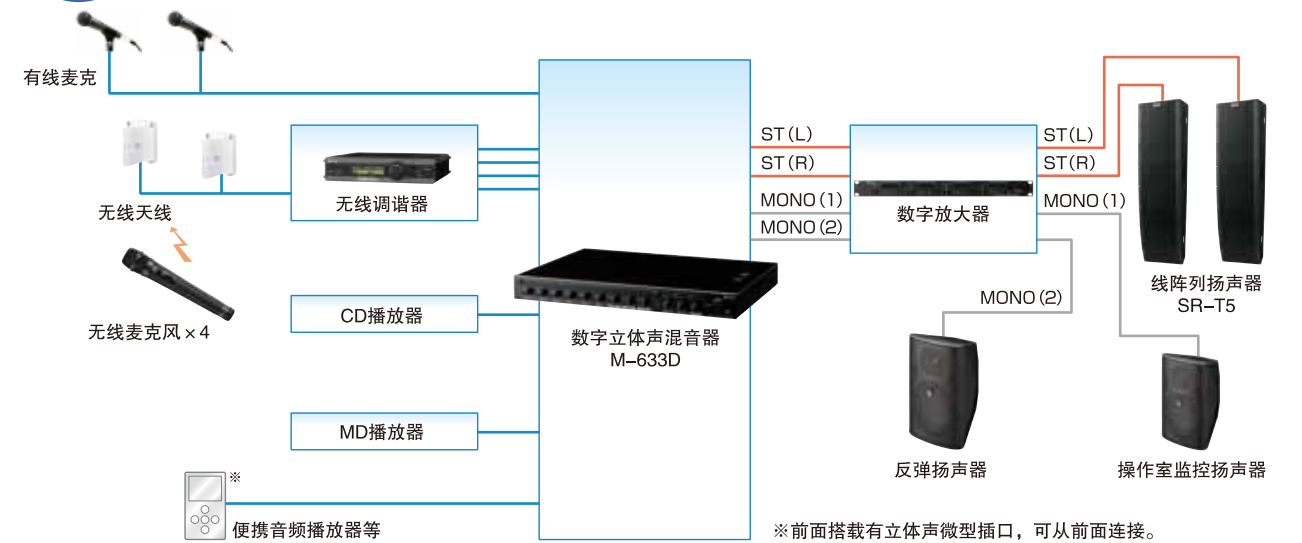 有线麦克
无线天线
无线麦克风×4
无线调谐器
CD播放器
MD播放器
※
便携音频播放器等
数字立体声混音器
M-633D
ST(L)
ST(R)
MONO(1)
MONO(2)
数字放大器
ST(L)
ST(R)
MONO(1)
MONO(2)
线阵列扬声器
SR-T5
反弹扬声器
操作室监控扬声器
※前面搭载有立体声微型插口，可从前面连接。